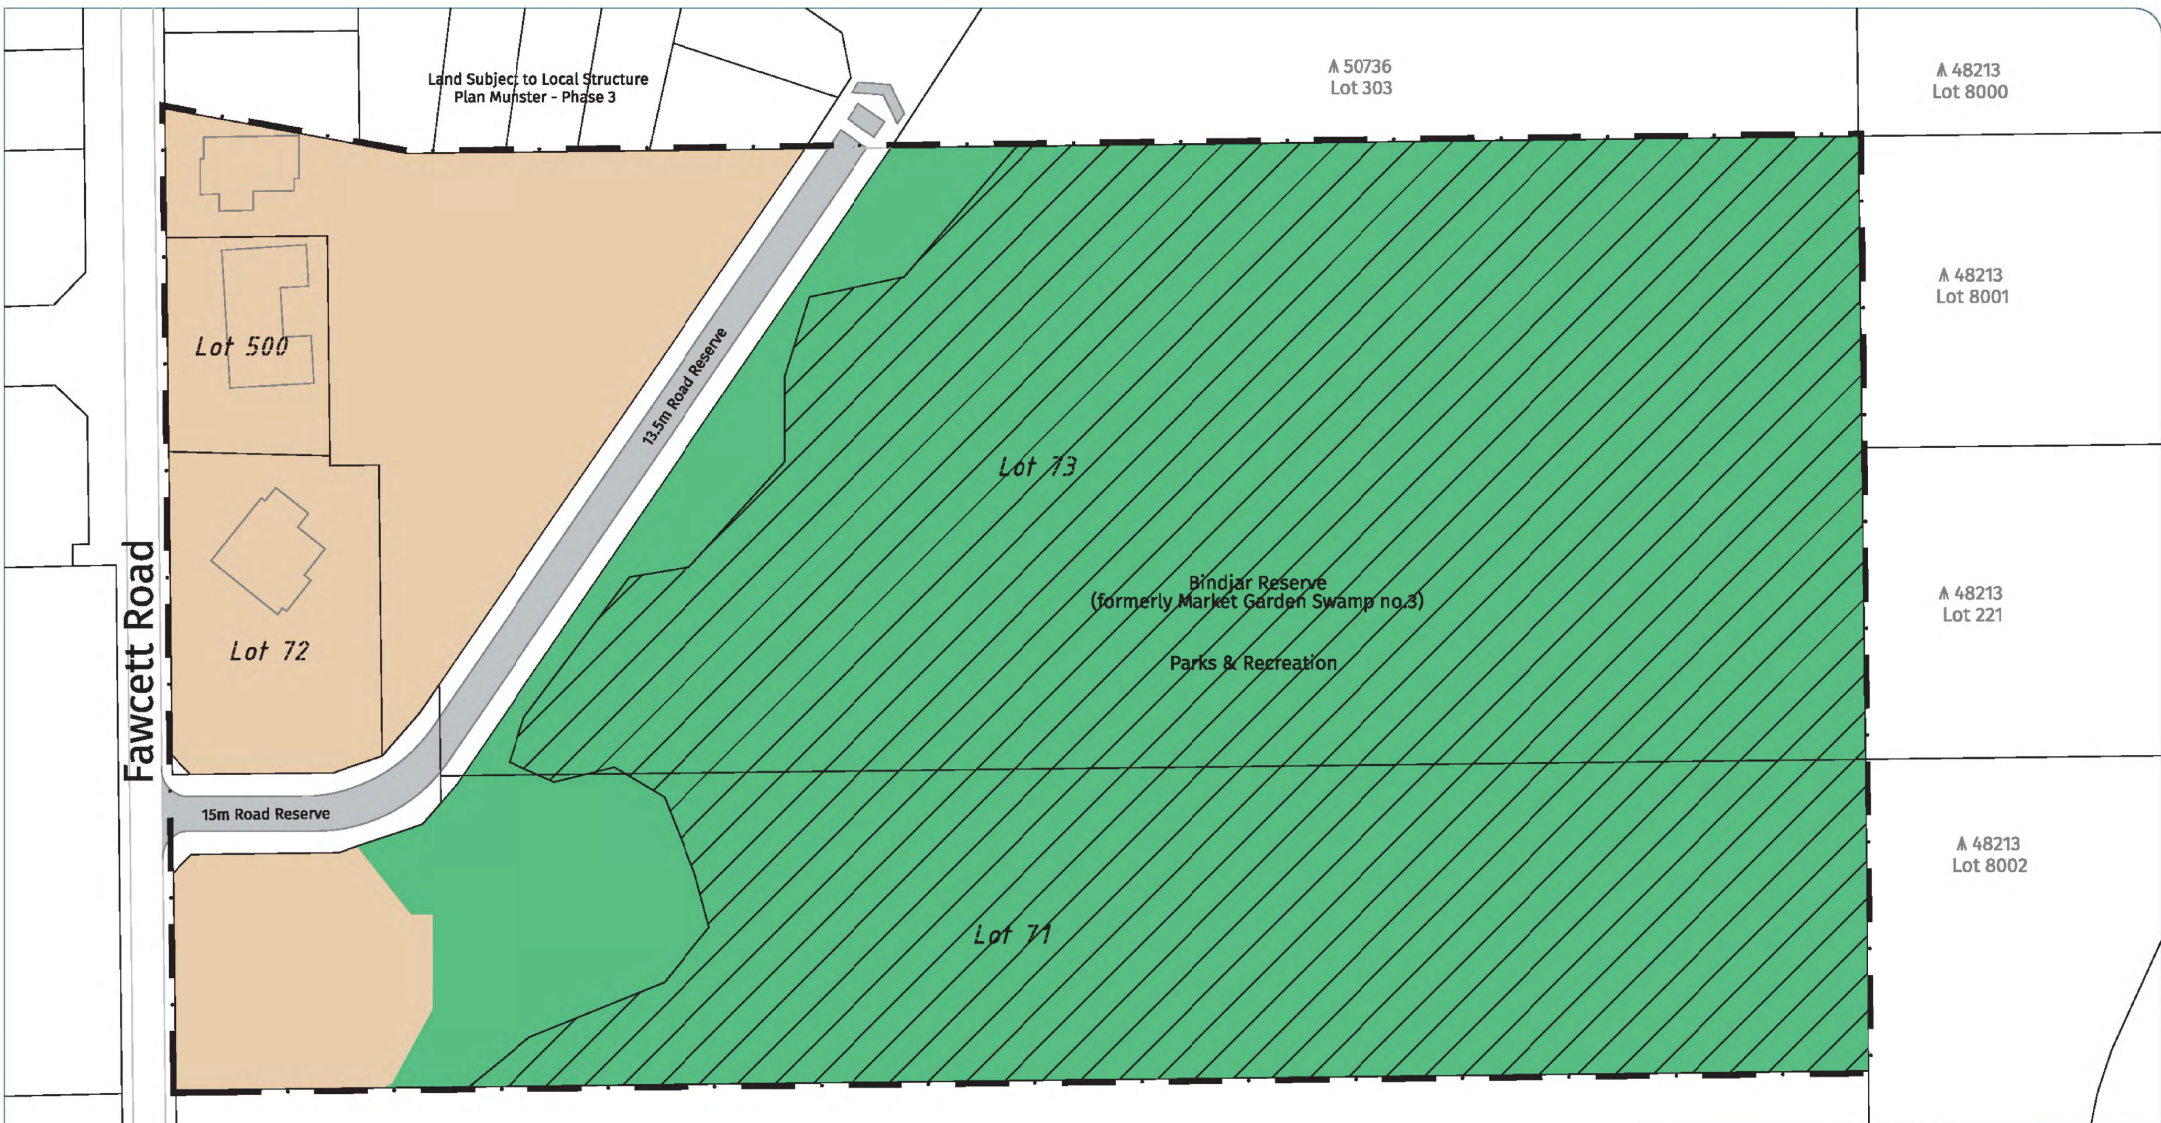 Land Subject to Local Structure
Plan Munster - Phase 3
50736
Lot 303
48213
Lot 8000
48213
Lot 8001
Lot 500
13.5m Road Reserve
Lot 73
Bindjar Reserve
(formerly Market Garden Swamp no.3)
Parks & Recreation
48213
Lot 221
Fawcett Road
Lot 72
15m Road Reserve
48213
Lot 8002
Lot 71